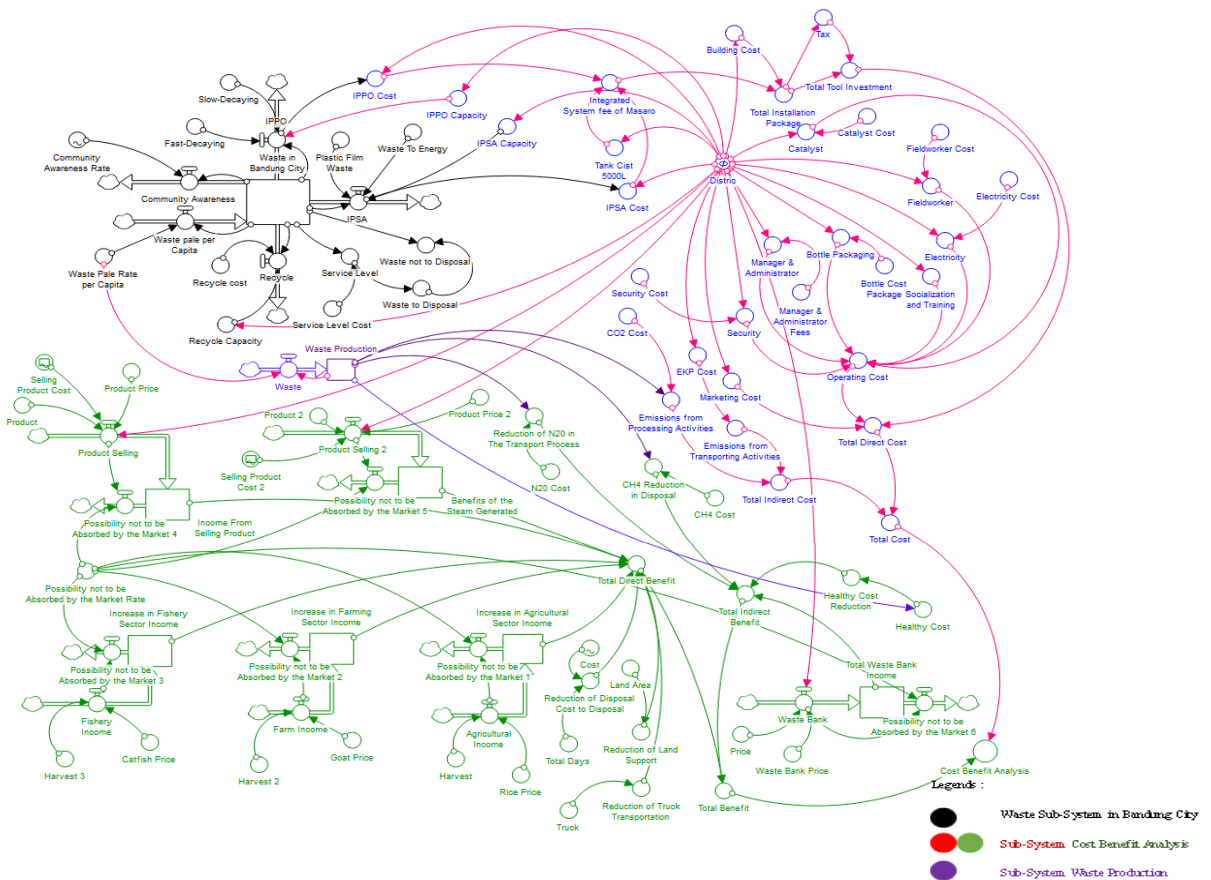 Building Cost
Tax
Slow-Decaying
IPPO
IPPO Cost
IPPO Capacity
Integrated
System fee of Masaro
Total Installation
Package
Total Tool Investment
Catalyst Cost
Catalyst
Fast-Decaying
Community
Awareness Rate
Waste in
Bandung City
Plastic Film
Waste
Waste To Energy
IPSA Capacity
Tank Cist
5000L
Distric
Fieldworker Cost
Fieldworker
Electricity Cost
Community Awareness
IPSA
IPSA Cost
Waste pale per
Capita
Waste Pale Rate
per Capita
Recycle cost
Recycle
Service Level
Waste not to Disposal
Waste to Disposal
Service Level Cost
Recycle Capacity
Manager &
Administrator
Bottle Packaging
Electricity
Bottle Cost
Package
Socialization
and Training
Manager &
Administrator
Fees
Security Cost
Security
CO2 Cost
EKP Cost
Operating Cost
Marketing Cost
Waste Production
Waste
Selling
Product Cost
Product Price
Product
Product Selling
Product 2
Product Price 2
Product Selling 2
Selling Product
Cost 2
Reduction of N20 in
The Transport Process
N20 Cost
Emissions from
Processing Activities
Emissions from
Transporting Activities
Total Direct Cost
CH4 Reduction
in Disposal
CH4 Cost
Total Indirect Cost
Total Cost
Possibility not to be
Absorbed by the Market 4
Income From
Selling Product
Possibility not to be
Absorbed by the Market 5
Benefits of the
Steam Generated
Possibility not to be
Absorbed by the Market Rate
Total Direct Benefit
Total Indirect
Benefit
Healthy Cost
Reduction
Healthy Cost
Increase in Fishery
Sector Income
Possibility not to be
Absorbed by the Market 3
Increase in Farming
Sector Income
Possibility not to be
Absorbed by the Market 2
Increase in Agricultural
Sector Income
Possibility not to be
Absorbed by the Market 1
Cost
Reduction of Disposal
Cost to Disposal
Land Area
Total Waste Bank
Income
Waste Bank
Possibility not to be
Absorbed by the Market 6
Fishery
Income
Farm Income
Agricultural
Income
Harvest 3
Catfish Price
Harvest 2
Goat Price
Harvest
Rice Price
Total Days
Reduction of Land
Support
Price
Waste Bank Price
Cost Benefit Analysis
Truck
Reduction of Truck
Transportation
Total Benefit
Legends :
Waste Sub-System in Bandung City
Sub-System Cost Benefit Analysis
Sub-System Waste Production